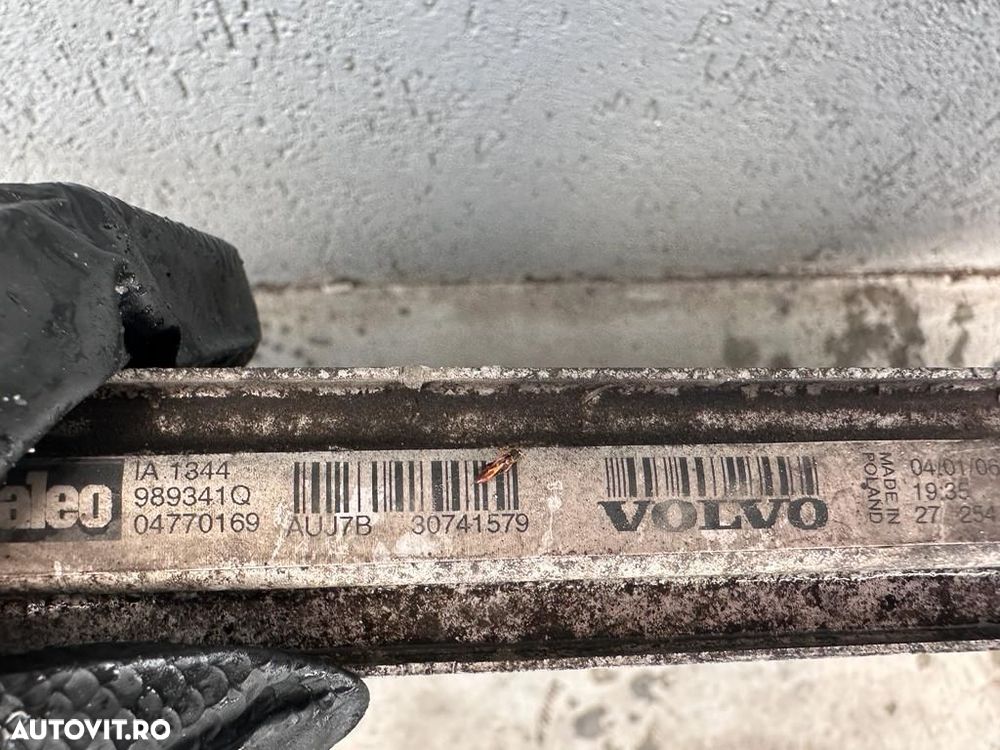 aleo
IA 1344
989341Q
04770169
AUJ7B 30741579
VOLVO
MADE IN
POLAND
04/01/06
19:35
27 254
AUTOVIT.RO